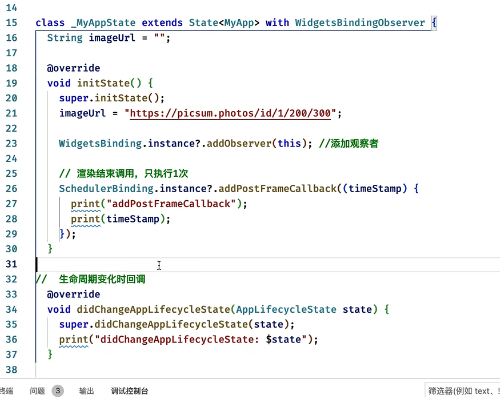 14
15 class _MyAppState extends State<MyApp> with WidgetsBindingObserver {
16 String imageUrl = "";
17
18 @override
19 void initState() {
20 super.initState();
21 imageUrl = "https://picsum.photos/id/1/200/300";
22
23 WidgetsBinding.instance?.addObserver(this); //添加观察者
24
25 // 渲染结束调用，只执行1次
26 SchedulerBinding.instance?.addPostFrameCallback((timeStamp) {
27 print("addPostFrameCallback");
28 print(timeStamp);
29 });
30 }
31
32 // 生命周期变化时回调
33 @override
34 void didChangeAppLifecycleState(AppLifecycleState state) {
35 super.didChangeAppLifecycleState(state);
36 print("didChangeAppLifecycleState: $state");
37 }
38
终端 问题 3 输出 调试控制台 筛选器(例如 text、